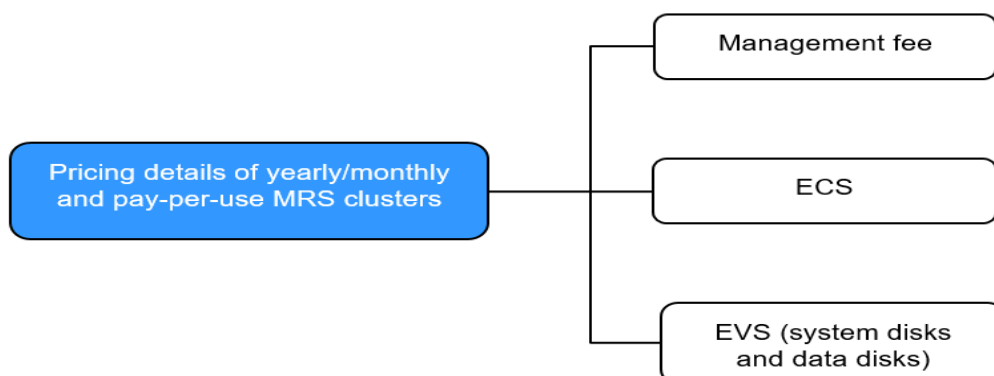 Management fee
Pricing details of yearly/monthly
and pay-per-use MRS clusters
ECS
EVS (system disks
and data disks)